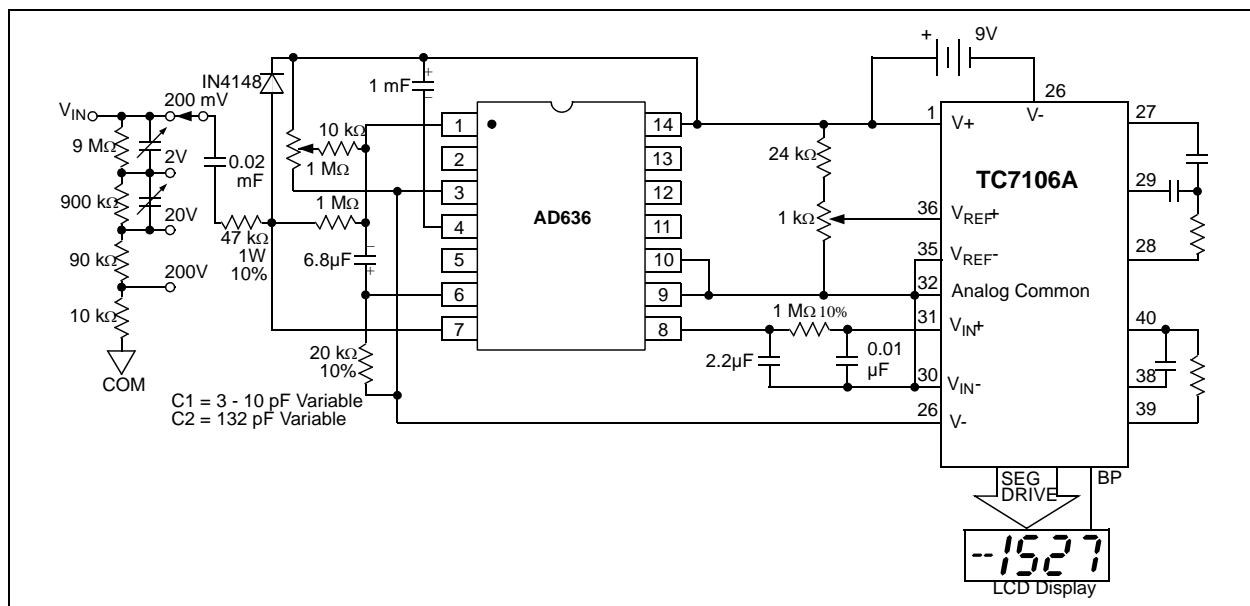 9V
+
IN4148
1 mF
+
−
VIN
200 mV
9 MΩ
2V
0.02
mF
900 kΩ
20V
90 kΩ
200V
10 kΩ
COM
47 kΩ
1W
10%
10 kΩ
1 MΩ
1 MΩ
6.8µF
−
+
20 kΩ
10%
C1 = 3 - 10 pF Variable
C2 = 132 pF Variable
1
2
3
4
5
6
7
AD636
14
13
12
11
10
9
8
24 kΩ
1 kΩ
1 MΩ 10%
2.2µF
0.01
µF
1
V+
26
V-
TC7106A
36
VREF+
35
VREF-
32
Analog Common
31
VIN+
30
VIN-
26
V-
27
29
28
40
38
39
SEG
DRIVE
BP
--1527
LCD Display